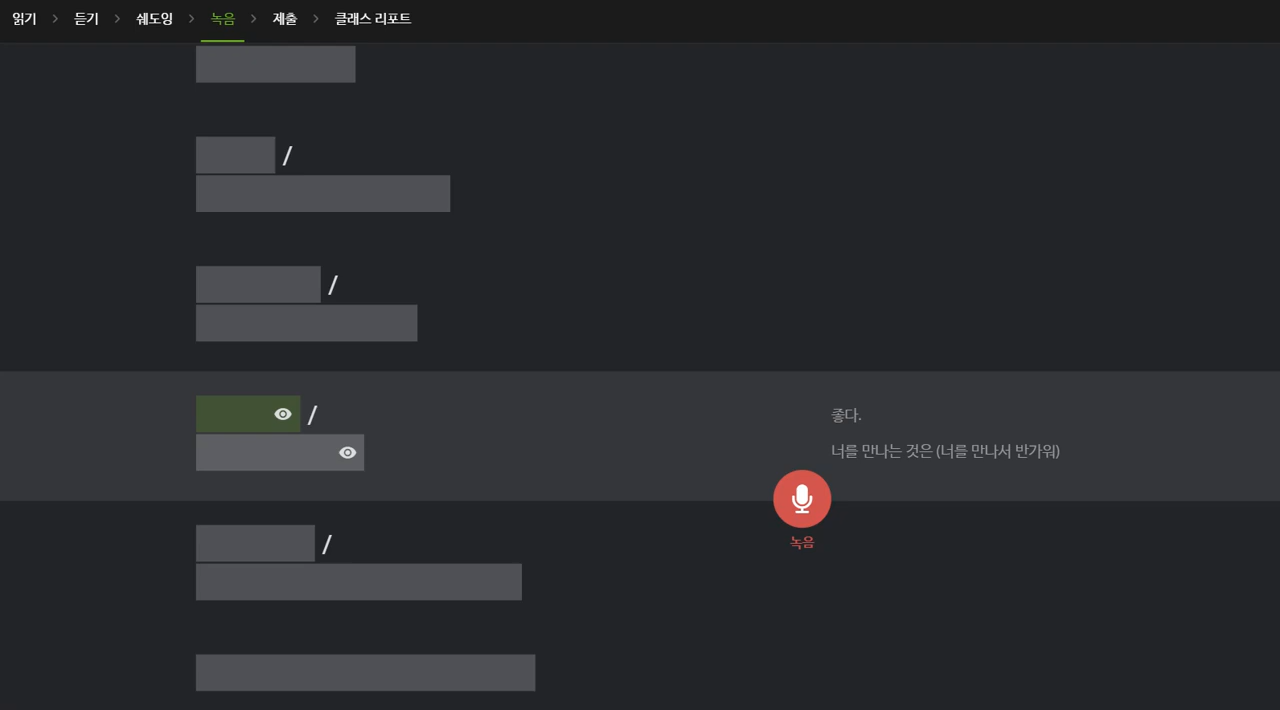 읽기 > 듣기 > 쉐도잉 > 녹음 > 제출 > 클래스 리포트
/
/
/ 좋다.
너를 만나는 것은 (너를 만나서 반가워)
녹음
/